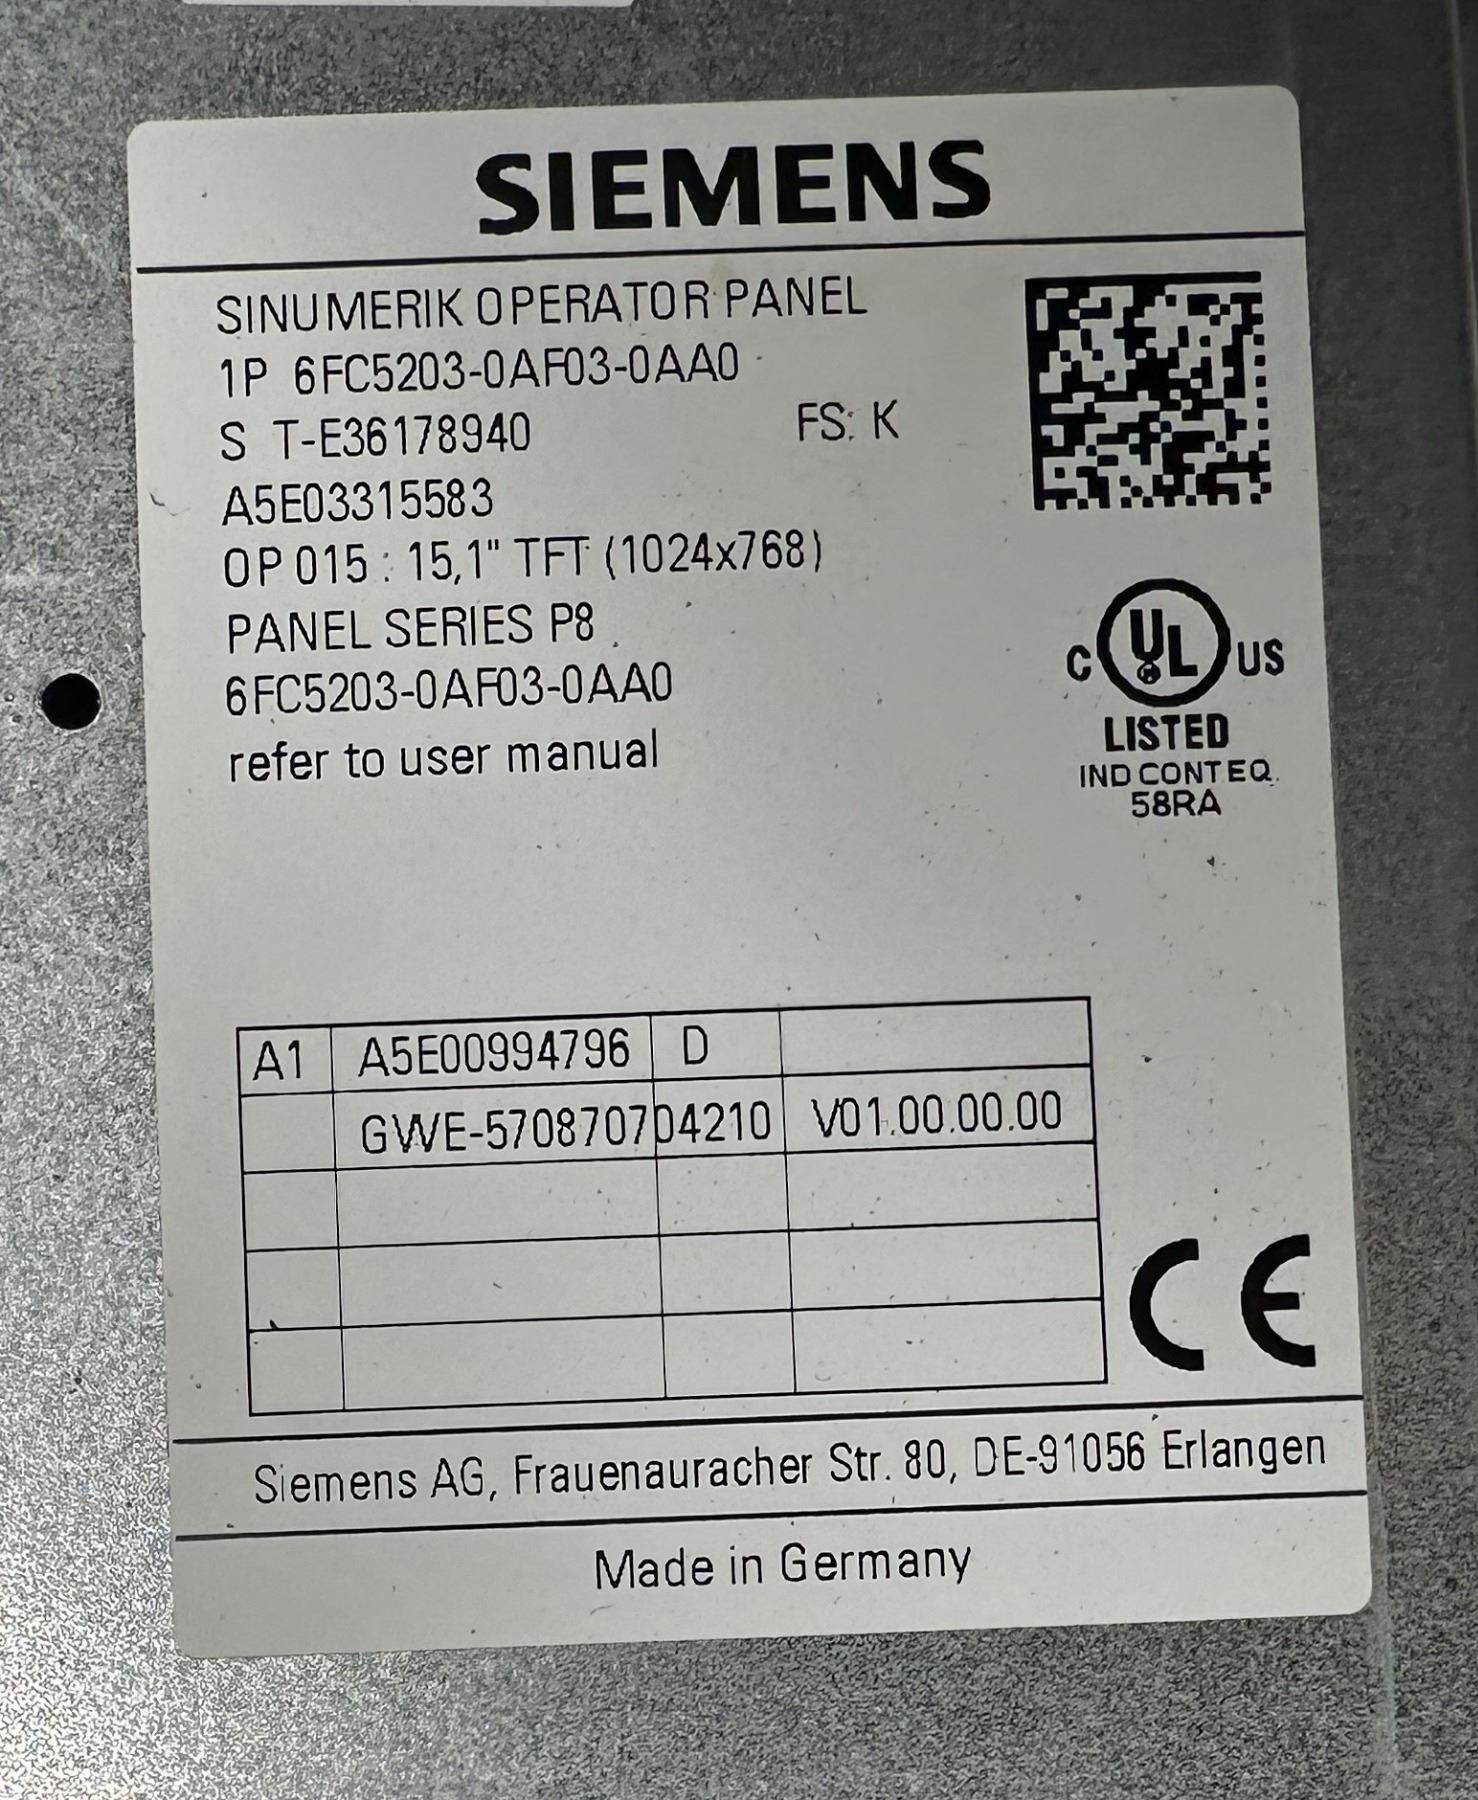 SIEMENS
SINUMERIK OPERATOR PANEL
1P 6FC5203-0AF03-0AA0
S T-E36178940 FS: K
A5E03315583
OP 015 : 15,1" TFT (1024x768)
PANEL SERIES P8
6FC5203-0AF03-0AA0
refer to user manual
C UL US
LISTED
IND CONT EQ.
58RA
A1 A5E00994796 D
GWE-570870704210 V01.00.00.00
CE
Siemens AG, Frauenauracher Str. 80, DE-91056 Erlangen
Made in Germany